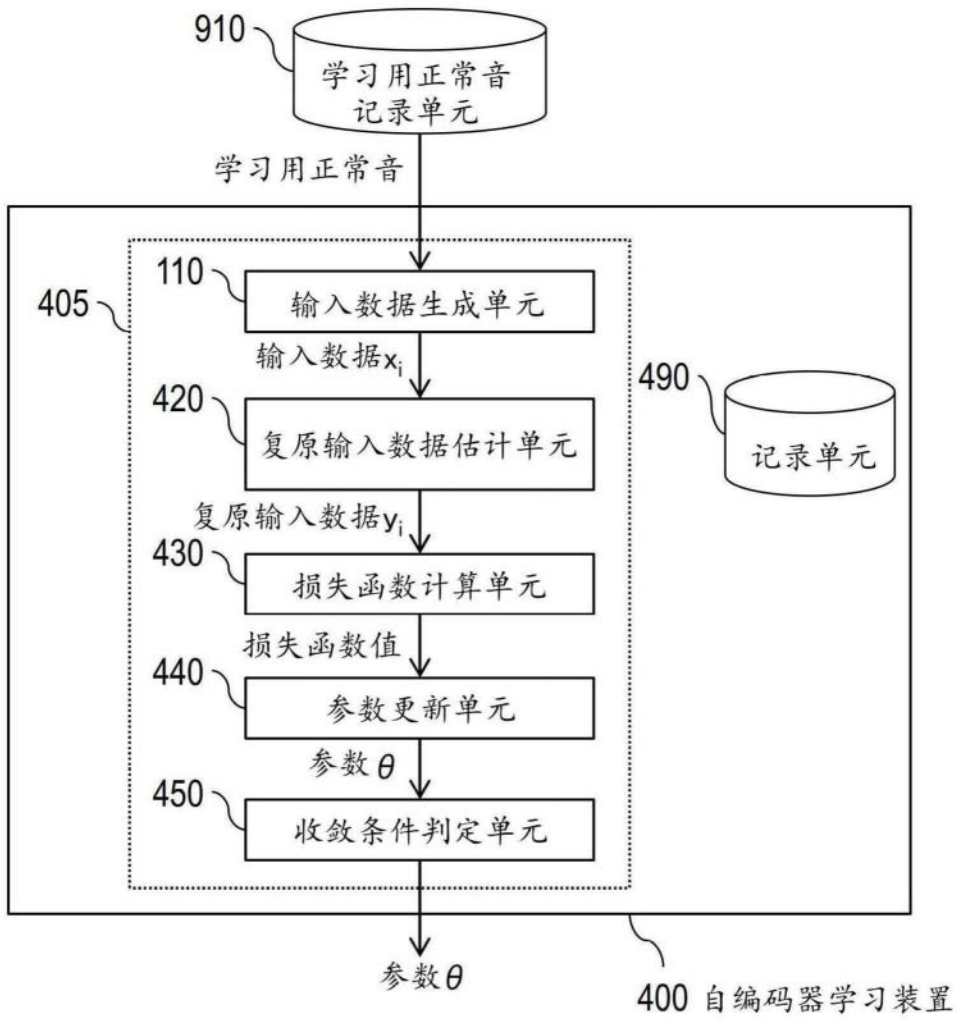 910
学习用正常音
记录单元
学习用正常音
110
输入数据生成单元
405
输入数据xi
420
复原输入数据估计单元
490
记录单元
复原输入数据yi
430
损失函数计算单元
损失函数值
440
参数更新单元
参数θ
450
收敛条件判定单元
参数θ
400 自编码器学习装置